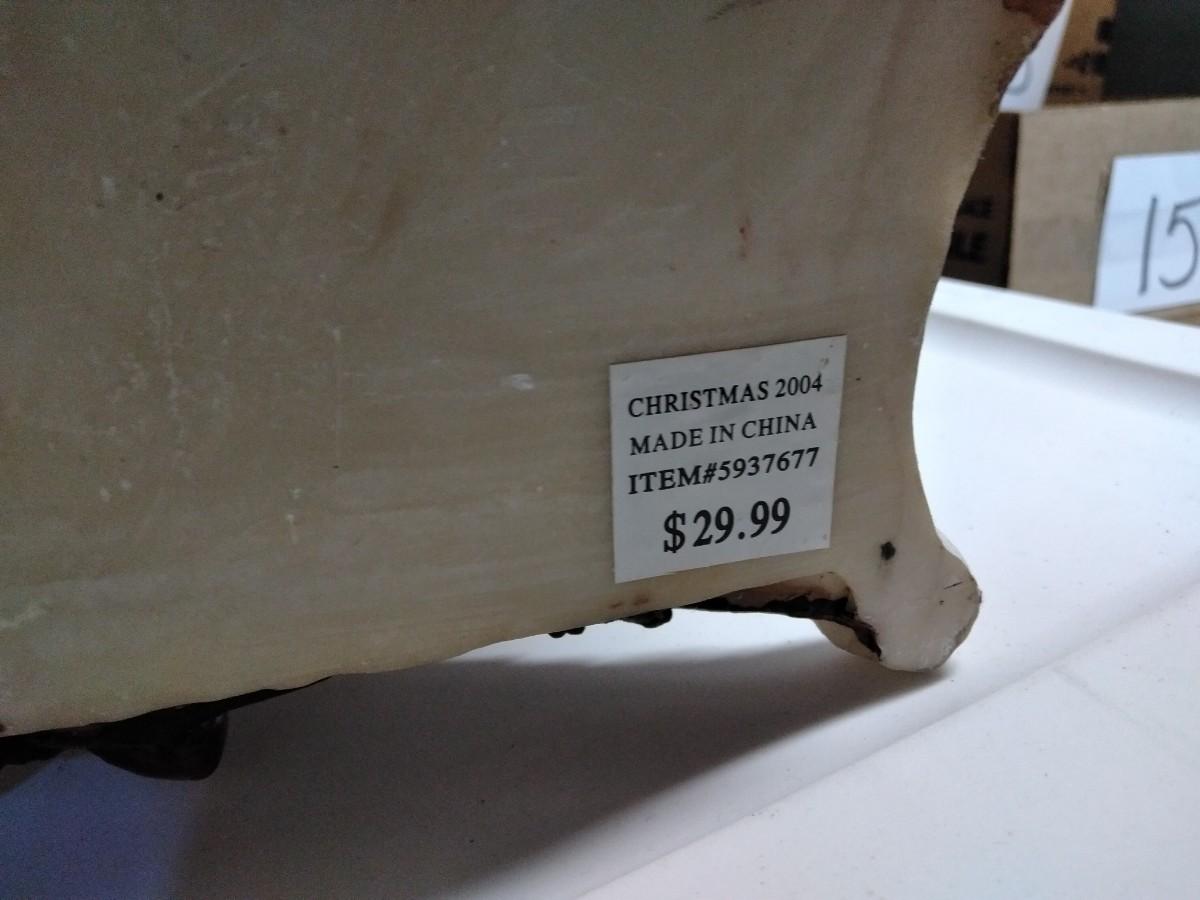 CHRISTMAS 2004
MADE IN CHINA
ITEM#5937677
$29.99
15